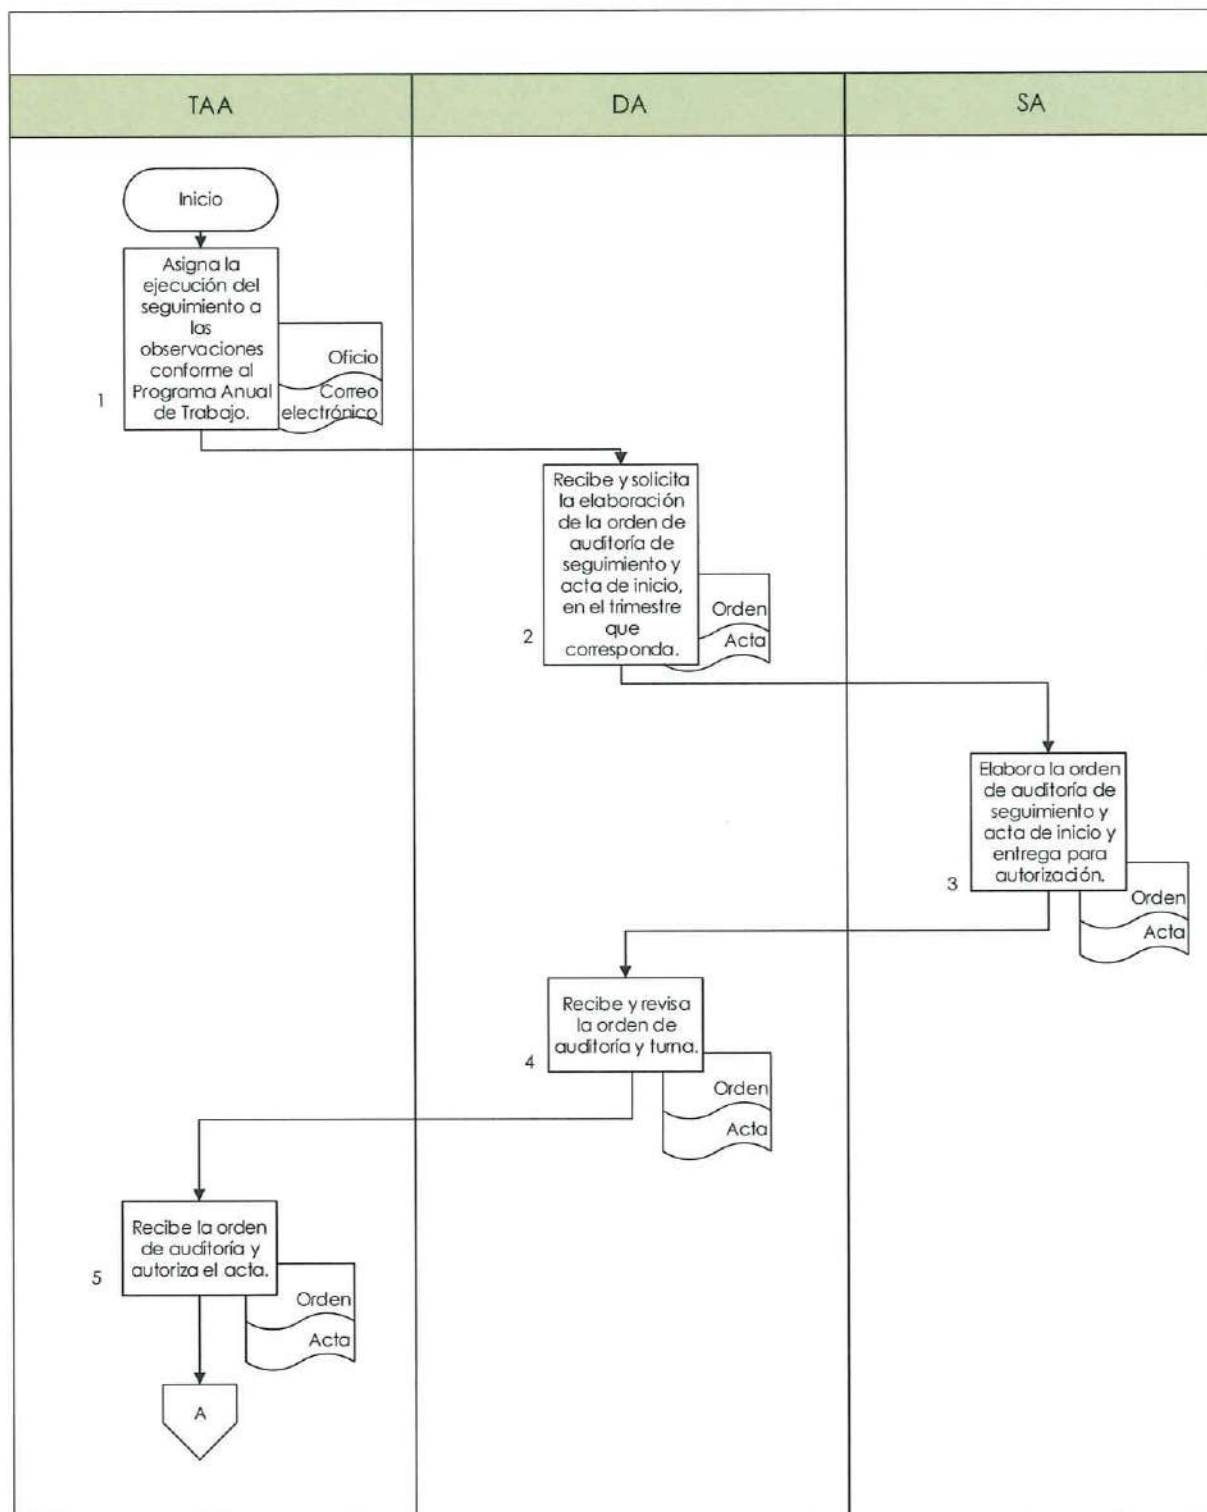 TAA
DA
SA
Inicio
Asigna la
ejecución del
seguimiento a
las
observaciones
conforme al
Programa Anual
de Trabajo.
1
Oficio
Correo
electrónico
Recibe y solicita
la elaboración
de la orden de
auditoría de
seguimiento y
acta de inicio,
en el trimestre
que
corresponda.
2
Orden
Acta
Elabora la orden
de auditoría de
seguimiento y
acta de inicio y
entrega para
autorización.
3
Orden
Acta
Recibe y revisa
la orden de
auditoría y turna.
4
Orden
Acta
Recibe la orden
de auditoría y
autoriza el acta.
5
Orden
Acta
A